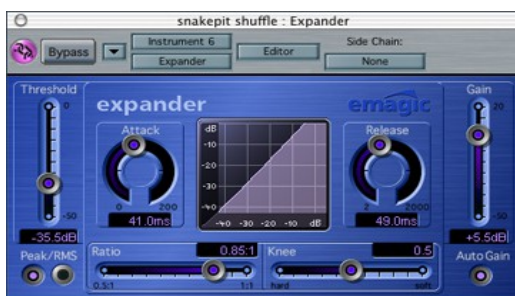 snakepit shuffle : Expander
Bypass
Instrument 6
Expander
Editor
Side Chain:
None
Threshold
0
-50
-35.5dB
Peak/RMS
expander
emagic
Attack
0 200
41.0ms
dB
-10
-20
-30
-40
-40 -30 -20 -10 dB
Release
2 2000
49.0ms
Gain
20
-50
+5.5dB
Auto Gain
Ratio 0.85:1
0.5:1 1:1
Knee 0.5
hard soft